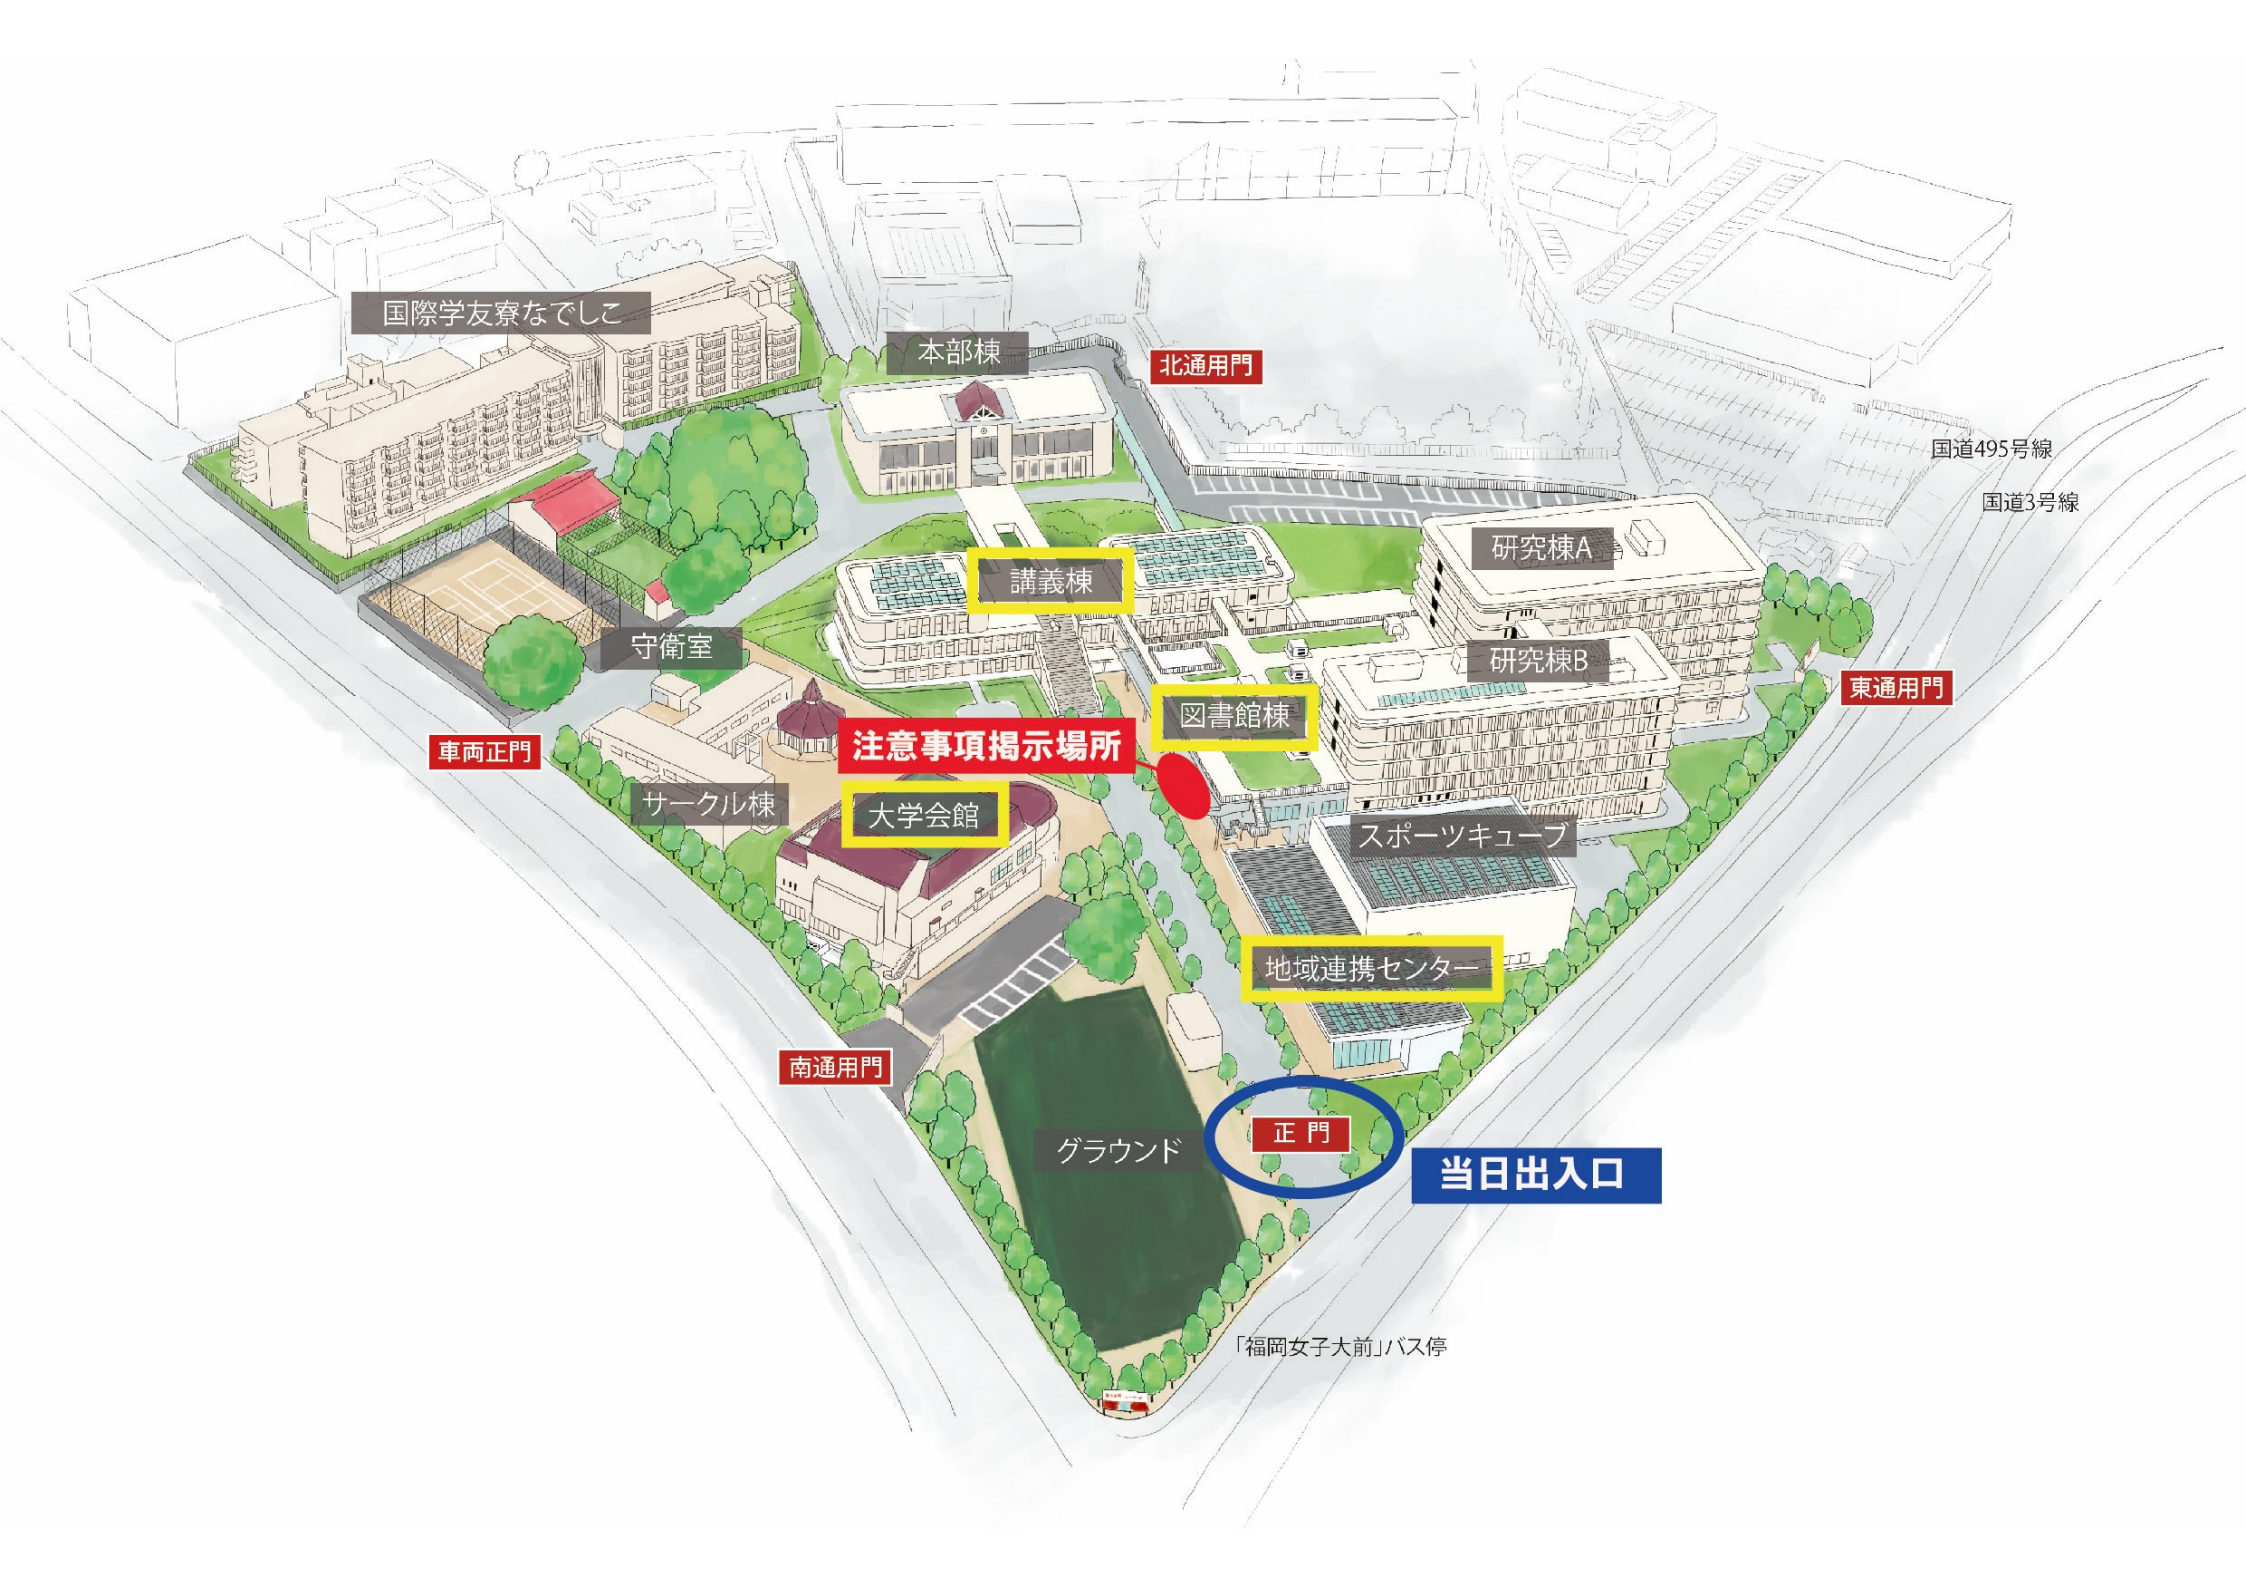 国際学友寮なでしこ
本部棟
北通用門
国道495号線
国道3号線
研究棟A
講義棟
守衛室
研究棟B
東通用門
図書館棟
注意事項掲示場所
車両正門
サークル棟
大学会館
スポーツキューブ
地域連携センター
南通用門
正門
グラウンド
当日出入口
「福岡女子大前」バス停